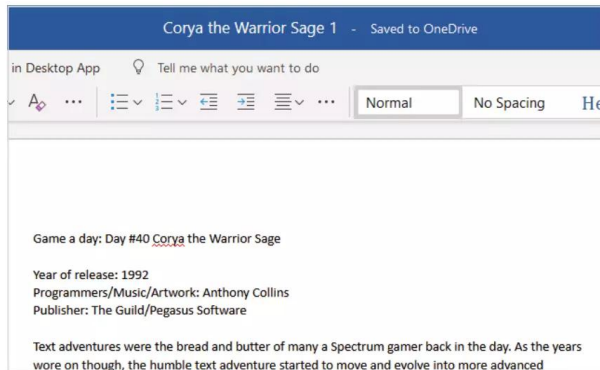 Corya the Warrior Sage 1 - Saved to OneDrive
in Desktop App Tell me what you want to do
Normal No Spacing
Game a day: Day #40 Corya the Warrior Sage
Year of release: 1992
Programmers/Music/Artwork: Anthony Collins
Publisher: The Guild/Pegasus Software
Text adventures were the bread and butter of many a Spectrum gamer back in the day. As the years
wore on though, the humble text adventure started to move and evolve into more advanced